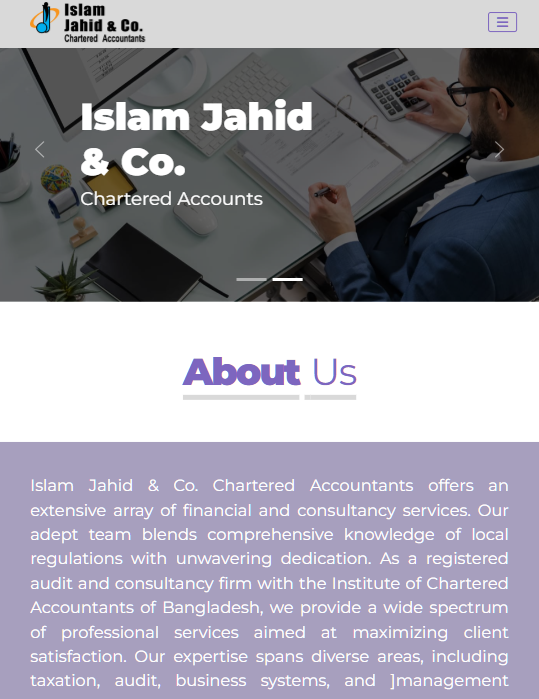 Islam
Jahid & Co.
Chartered Accountants
Islam Jahid
& Co.
Chartered Accounts
About Us
Islam Jahid & Co. Chartered Accountants offers an
extensive array of financial and consultancy services. Our
adept team blends comprehensive knowledge of local
regulations with unwavering dedication. As a registered
audit and consultancy firm with the Institute of Chartered
Accountants of Bangladesh, we provide a wide spectrum
of professional services aimed at maximizing client
satisfaction. Our expertise spans diverse areas, including
taxation, audit, business systems, and ]management